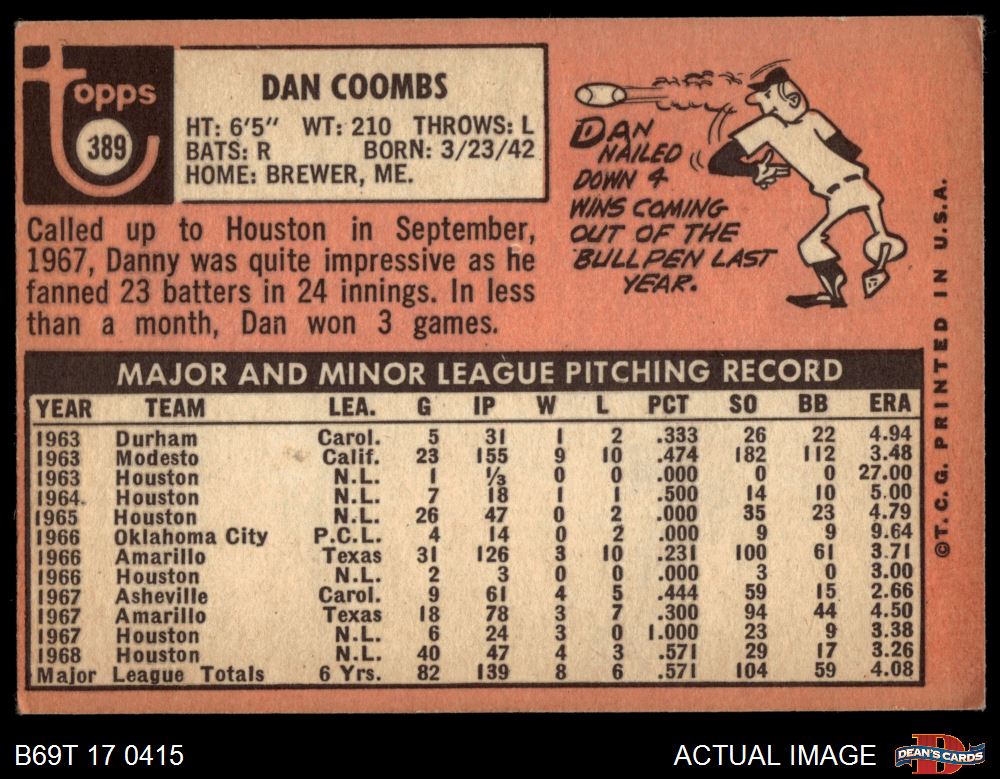 topps
389
DAN COOMBS
HT: 6'5" WT: 210 THROWS: L
BATS: R BORN: 3/23/42
HOME: BREWER, ME.
Called up to Houston in September,
1967, Danny was quite impressive as he
fanned 23 batters in 24 innings. In less
than a month, Dan won 3 games.
DAN
NAILED
DOWN 4
WINS COMING
OUT OF THE
BULLPEN LAST
YEAR.
MAJOR AND MINOR LEAGUE PITCHING RECORD
YEAR TEAM LEA. G IP W L PCT SO BB ERA
1963 Durham Carol. 5 31 1 2 .333 26 22 4.94
1963 Modesto Calif. 23 155 9 10 .474 182 112 3.48
1963 Houston N.L. 1 1/3 0 0 .000 0 0 27.00
1964 Houston N.L. 7 18 1 1 .500 14 10 5.00
1965 Houston N.L. 26 47 0 2 .000 35 23 4.79
1966 Oklahoma City P.C.L. 4 14 0 2 .000 9 9 9.64
1966 Amarillo Texas 31 126 3 10 .231 100 61 3.71
1966 Houston N.L. 2 3 0 0 .000 3 0 3.00
1967 Asheville Carol. 9 61 4 5 .444 59 15 2.66
1967 Amarillo Texas 18 78 3 7 .300 94 44 4.50
1967 Houston N.L. 6 24 3 0 1.000 23 9 3.38
1968 Houston N.L. 40 47 4 3 .571 29 17 3.26
Major League Totals 6 Yrs. 82 139 8 6 .571 104 59 4.08
©T.C.G. PRINTED IN U.S.A.
B69T 17 0415
ACTUAL IMAGE
DEAN'S CARDS